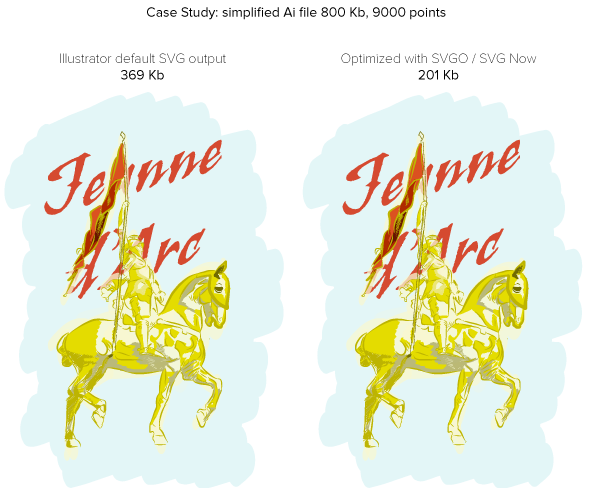 Case Study: simplified Ai file 800 Kb, 9000 points
Illustrator default SVG output
369 Kb
Optimized with SVGO / SVG Now
201 Kb
Jeanne
d'Arc
Jeanne
d'Arc